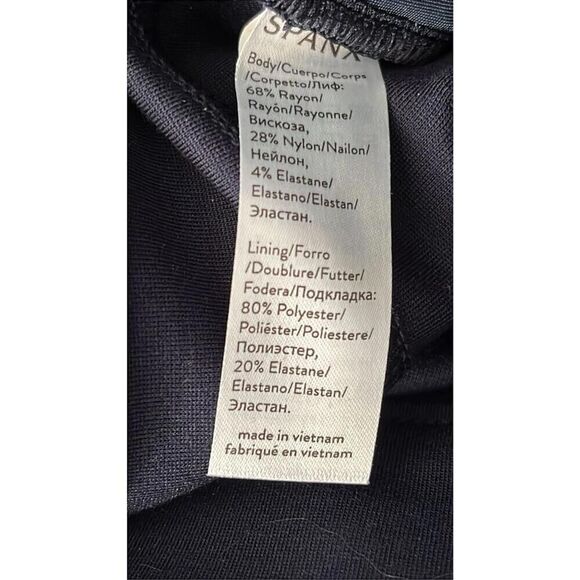 SPANX
Body/Cuerpo/Corps
/Corpetto/Лиф:
68% Rayon/
Rayón/Rayonne/
Вискоза,
28% Nylon/Nailon/
Нейлон,
4% Elastane/
Elastano/Elastan/
Эластан.
Lining/Forro
/Doublure/Futter/
Fodera/Подкладка:
80% Polyester/
Poliéster/Poliestere/
Полиэстер,
20% Elastane/
Elastano/Elastan/
Эластан.
made in vietnam
fabriqué en vietnam